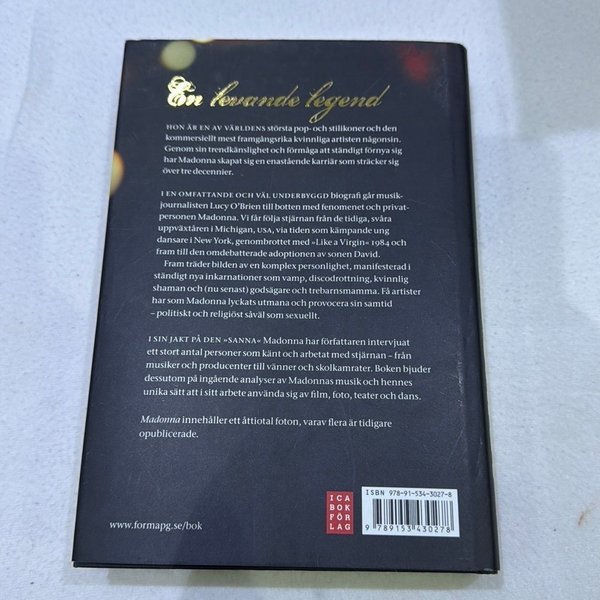 En levande legend
HON ÄR EN AV VÄRLDENS största pop- och stilikoner och den
kommersiellt mest framgångsrika kvinnliga artisten någonsin.
Genom sin trendkänslighet och förmåga att ständigt förnya sig
har Madonna skapat sig en enastående karriär som sträcker sig
över tre decennier.
I EN OMFATTANDE OCH VÄL UNDERBYGGD biografi går musik-
journalisten Lucy O'Brien till botten med fenomenet och privat-
personen Madonna. Vi får följa stjärnan från de tidiga, svåra
uppväxtåren i Michigan, USA, via tiden som kämpande ung
dansare i New York, genombrottet med »Like a Virgin« 1984 och
fram till den omdebatterade adoptionen av sonen David.
Fram träder bilden av en komplex personlighet, manifesterad i
ständigt nya inkarnationer som vamp, discodrottning, kvinnlig
shaman och (nu senast) godsägare och trebarnsmamma. Få artister
har som Madonna lyckats utmana och provocera sin samtid
– politiskt och religiöst såväl som sexuellt.
I SIN JAKT PÅ DEN »SANNA« Madonna har författaren intervjuat
ett stort antal personer som känt och arbetat med stjärnan – från
musiker och producenter till vänner och skolkamrater. Boken bjuder
dessutom på ingående analyser av Madonnas musik och hennes
unika sätt att i sitt arbete använda sig av film, foto, teater och dans.
Madonna innehåller ett åttiotal foton, varav flera är tidigare
opublicerade.
www.formapg.se/bok
ICA
BOK
FÖR
LAG
ISBN 978-91-534-3027-8
9 789153 430278